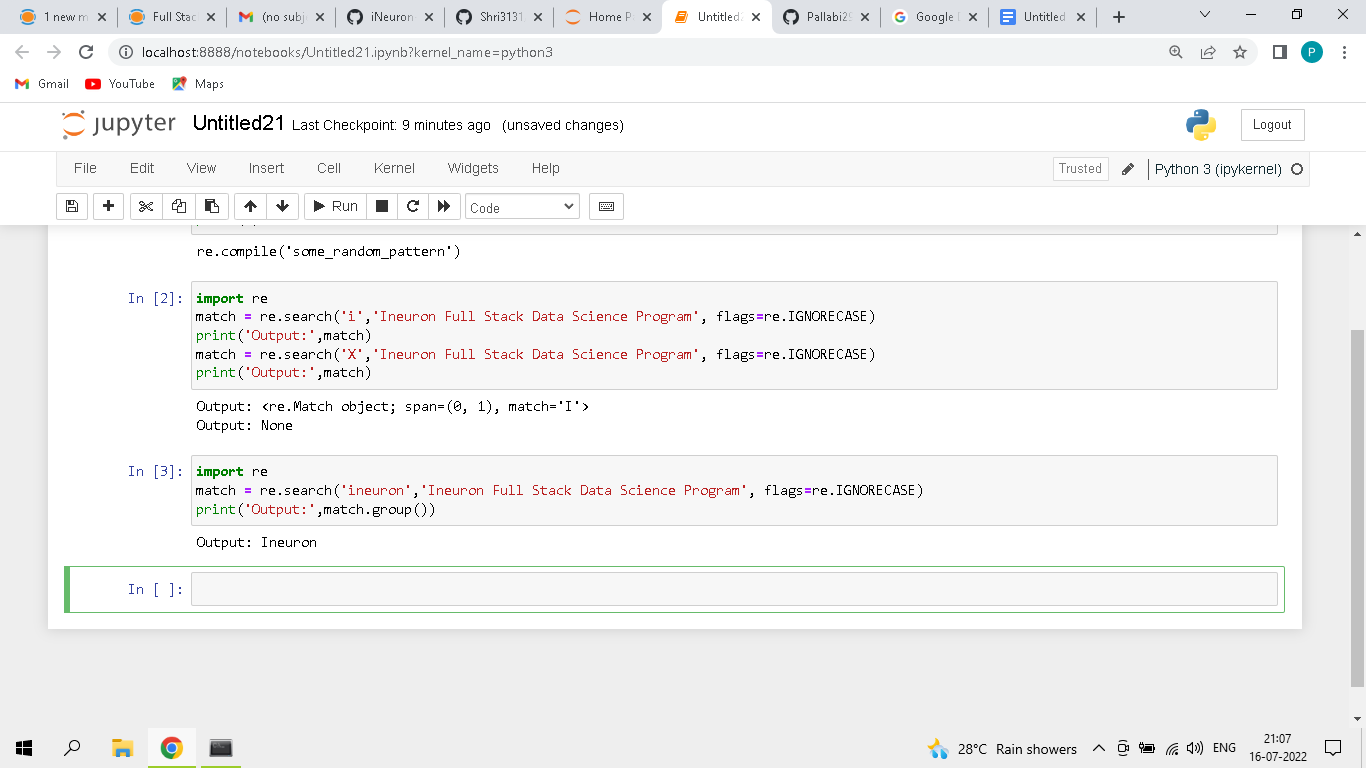 1 new m
Full Stac
(no subj
iNeuron
Home P
Untitled
Pallabi29
Google
Untitled
localhost:8888/notebooks/Untitled21.ipynb?kernel_name=python3
P
Gmail YouTube Maps
jupyter Untitled21 Last Checkpoint: 9 minutes ago (unsaved changes)
Logout
File Edit View Insert Cell Kernel Widgets Help
Trusted
Python 3 (ipykernel)
Run
Code
re.compile('some_random_pattern')
In [2]:
import re
match = re.search('i','Ineuron Full Stack Data Science Program', flags=re.IGNORECASE)
print('Output:',match)
match = re.search('X','Ineuron Full Stack Data Science Program', flags=re.IGNORECASE)
print('Output:',match)
Output: <re.Match object; span=(0, 1), match='I'>
Output: None
In [3]:
import re
match = re.search('ineuron','Ineuron Full Stack Data Science Program', flags=re.IGNORECASE)
print('Output:',match.group())
Output: Ineuron
In [ ]:
28°C Rain showers
ENG
21:07
16-07-2022